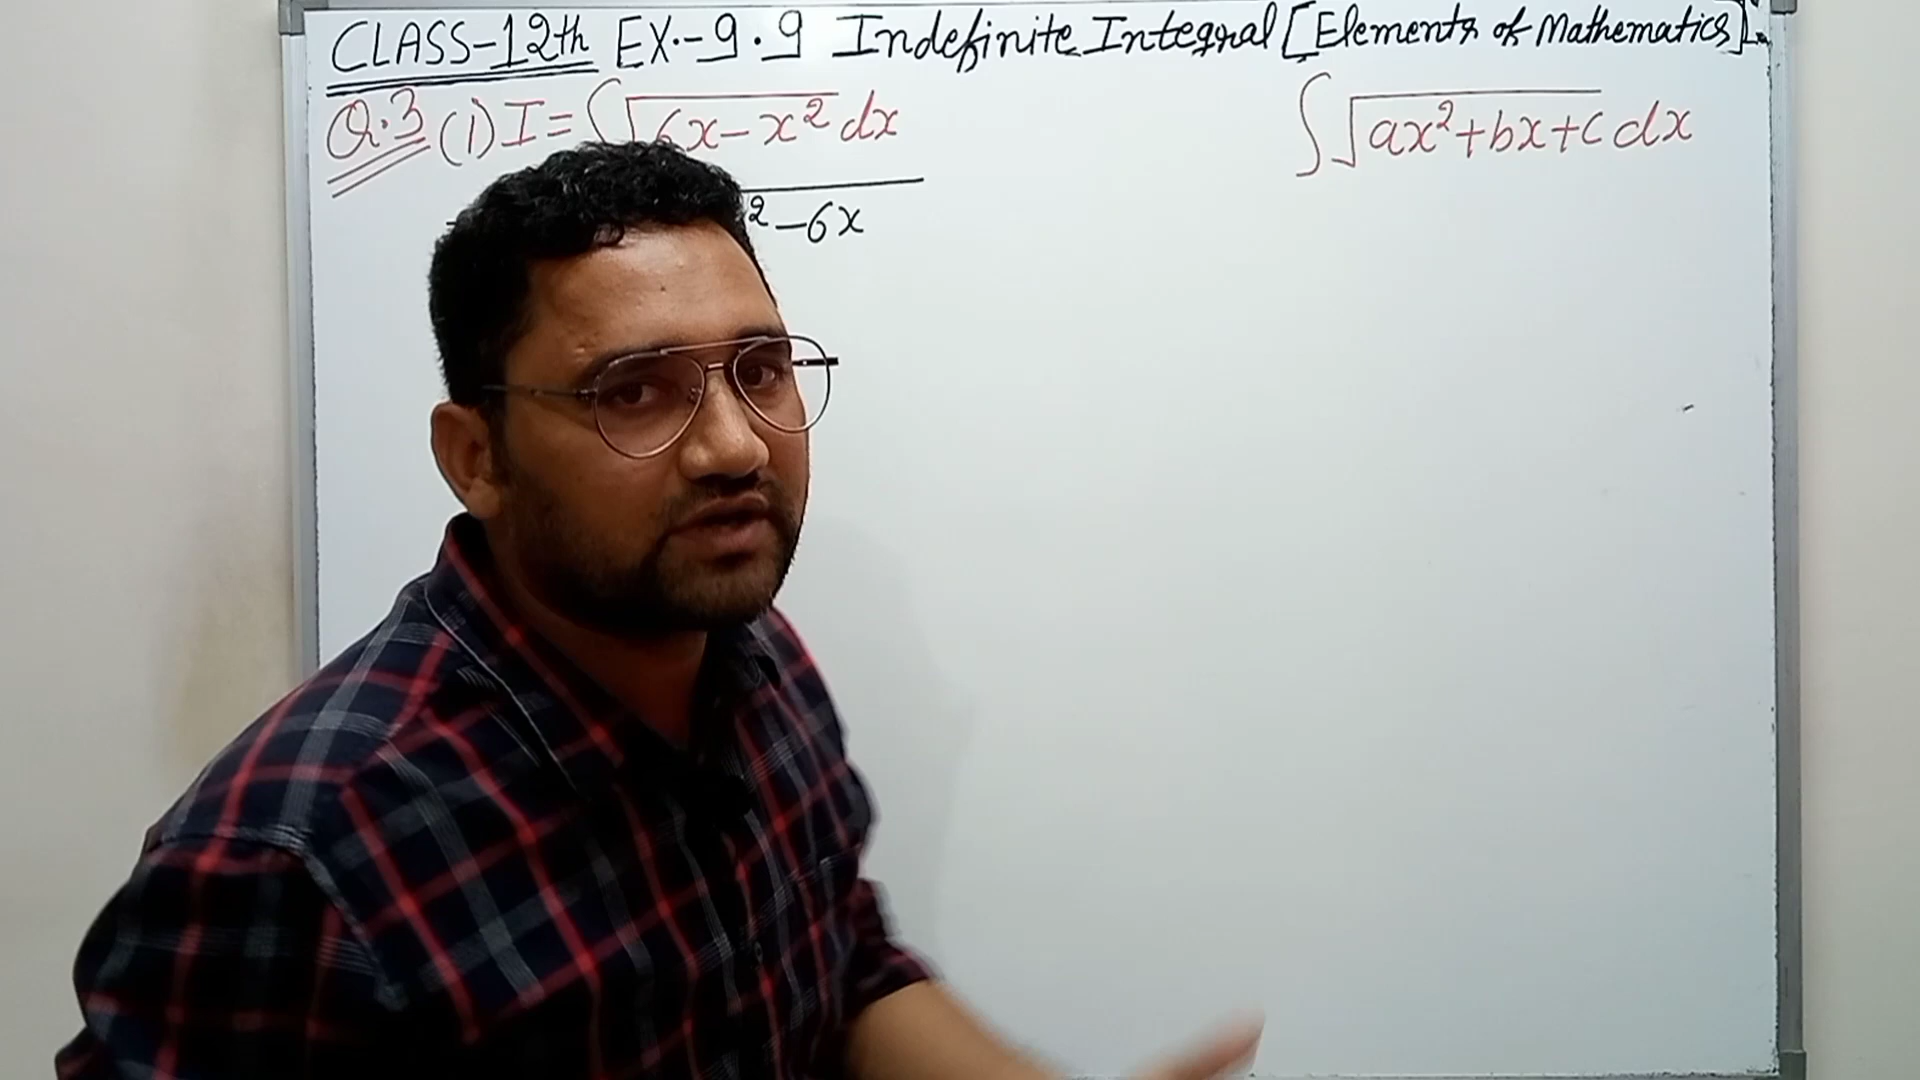 CLASS-12th EX.-9.9 Indefinite Integral [Elements of Mathematics].
Q.3 (i) I = ∫√6x-x² dx
∫√ax²+bx+c dx
² - 6x